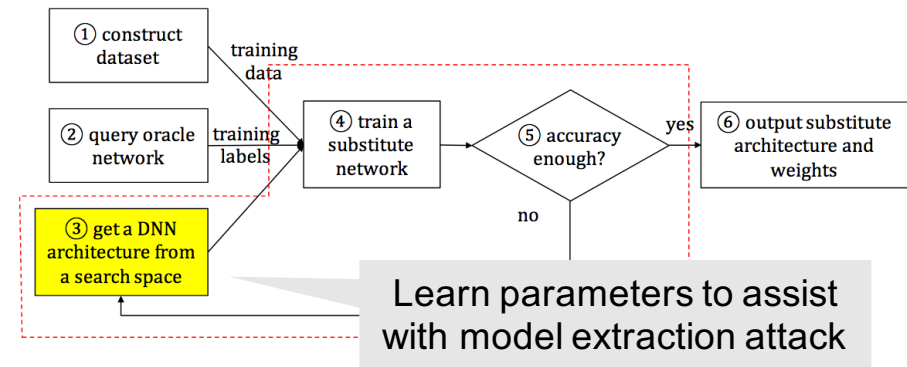 ① construct
dataset
training
data
② query oracle
network
training
labels
③ get a DNN
architecture from
a search space
④ train a
substitute
network
⑤ accuracy
enough?
yes
no
⑥ output substitute
architecture and
weights
Learn parameters to assist
with model extraction attack